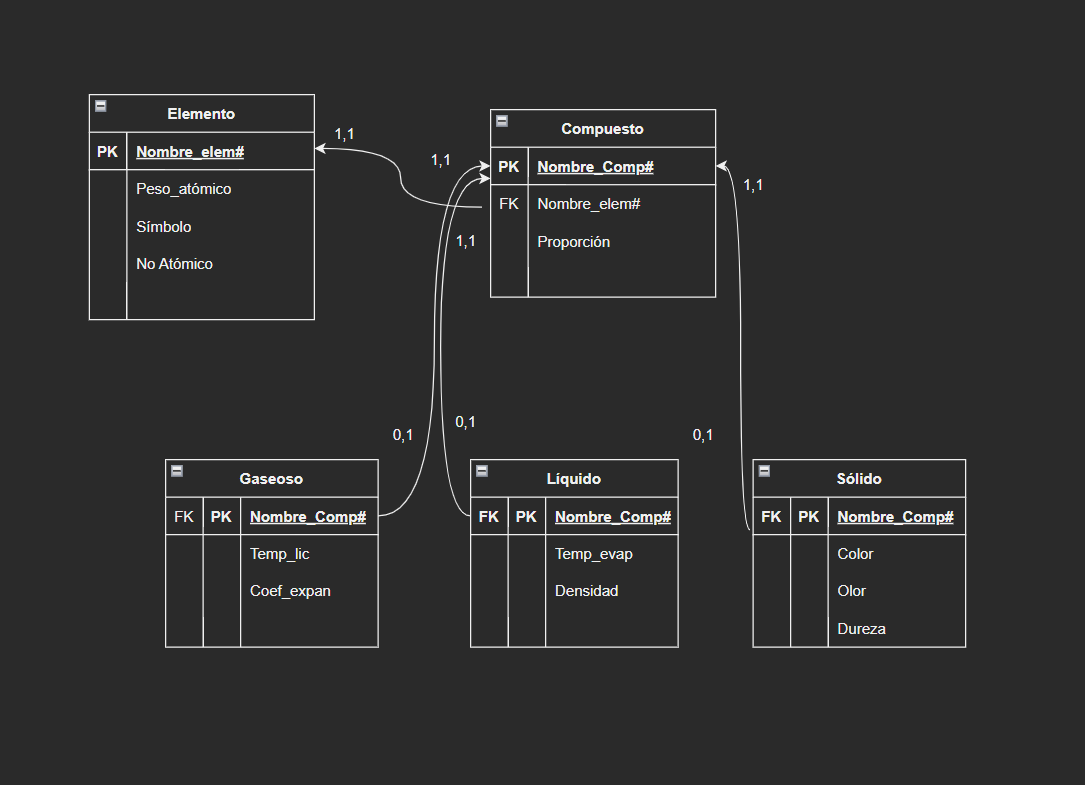 Elemento
PK Nombre_elem#
Peso_atómico
Símbolo
No Atómico
1,1
Compuesto
PK Nombre_Comp#
FK Nombre_elem#
Proporción
1,1
1,1
1,1
0,1
0,1
0,1
Gaseoso
FK PK Nombre_Comp#
Temp_lic
Coef_expan
Líquido
FK PK Nombre_Comp#
Temp_evap
Densidad
Sólido
FK PK Nombre_Comp#
Color
Olor
Dureza